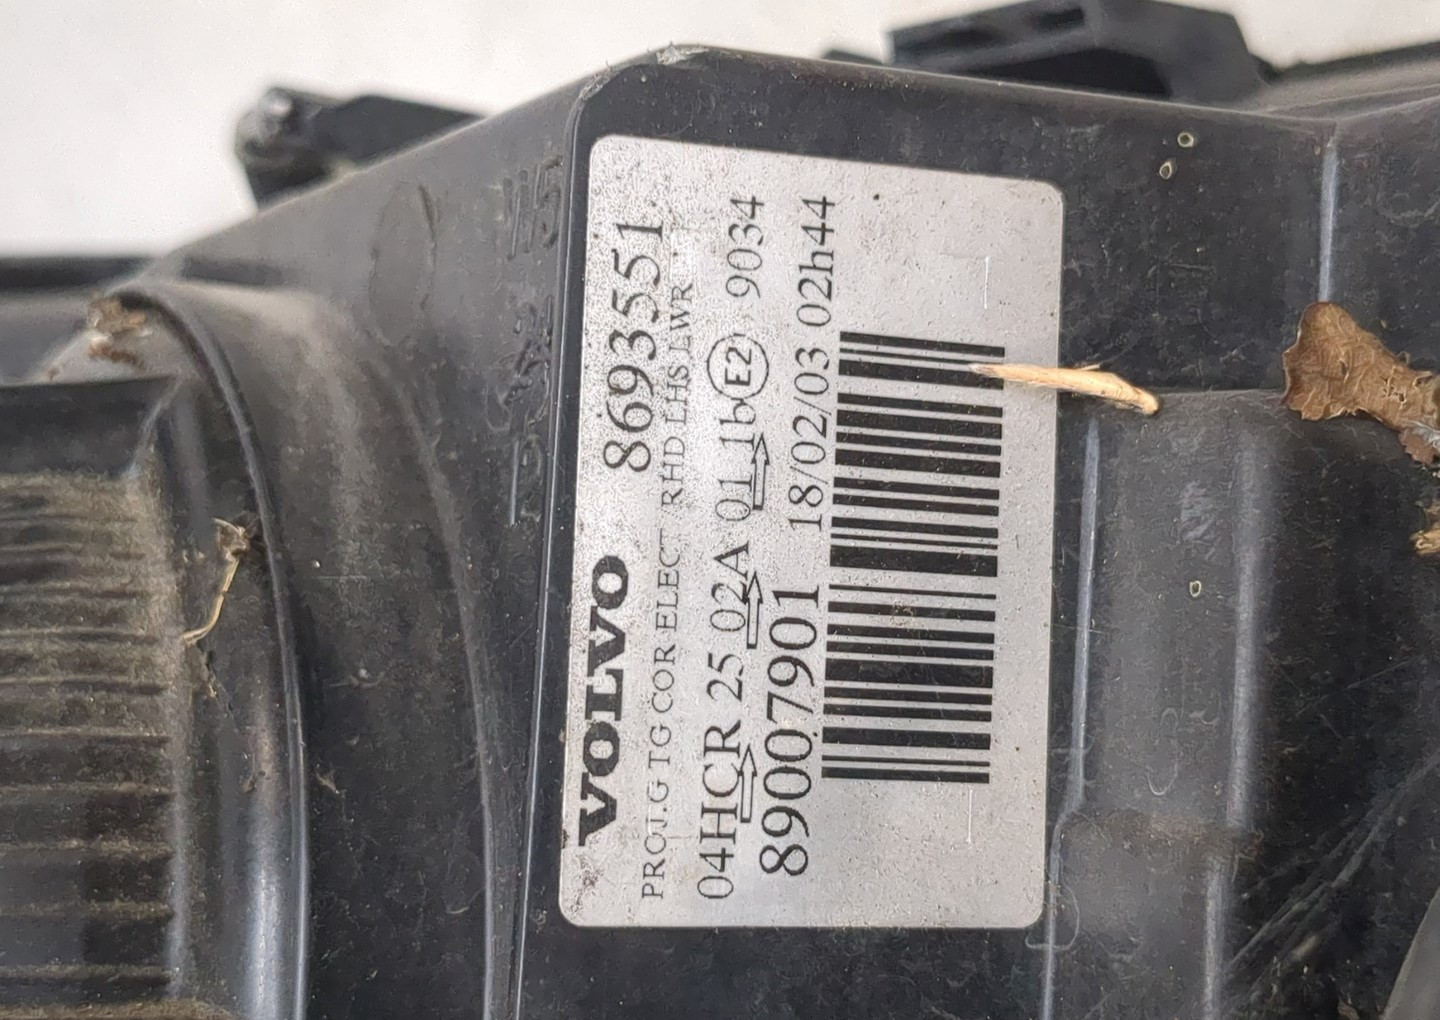 VOLVO 8693551
PROJ.G TG COR ELECT RHD LHS LWR
04HCR 25 02A 01 1b E2 9034
89007901 18/02/03 02h44